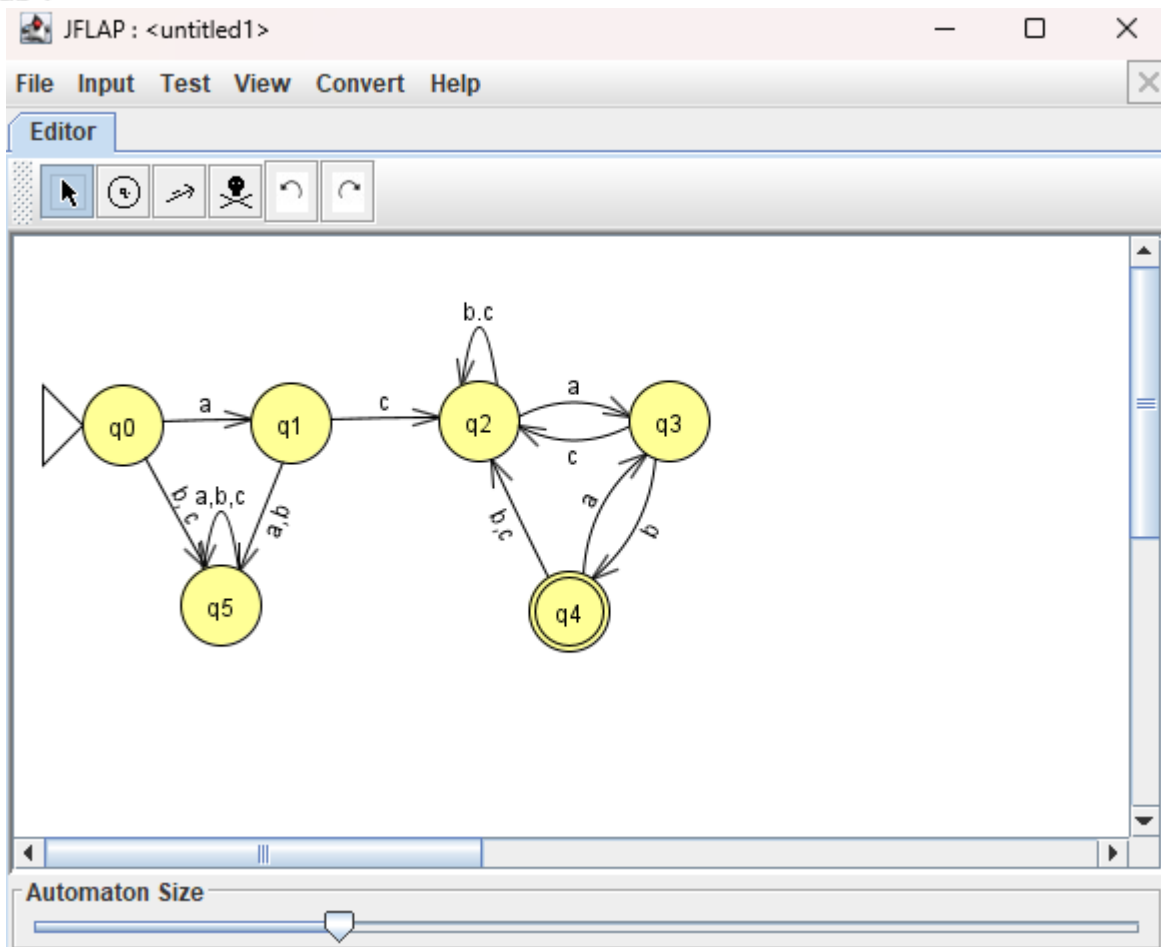 JFLAP : <untitled1>
File Input Test View Convert Help
Editor
b.c
a
q0
a
q1
c
q2
q3
c
b,c
a,b,c
a,b
b,c
a
b
q5
q4
Automaton Size